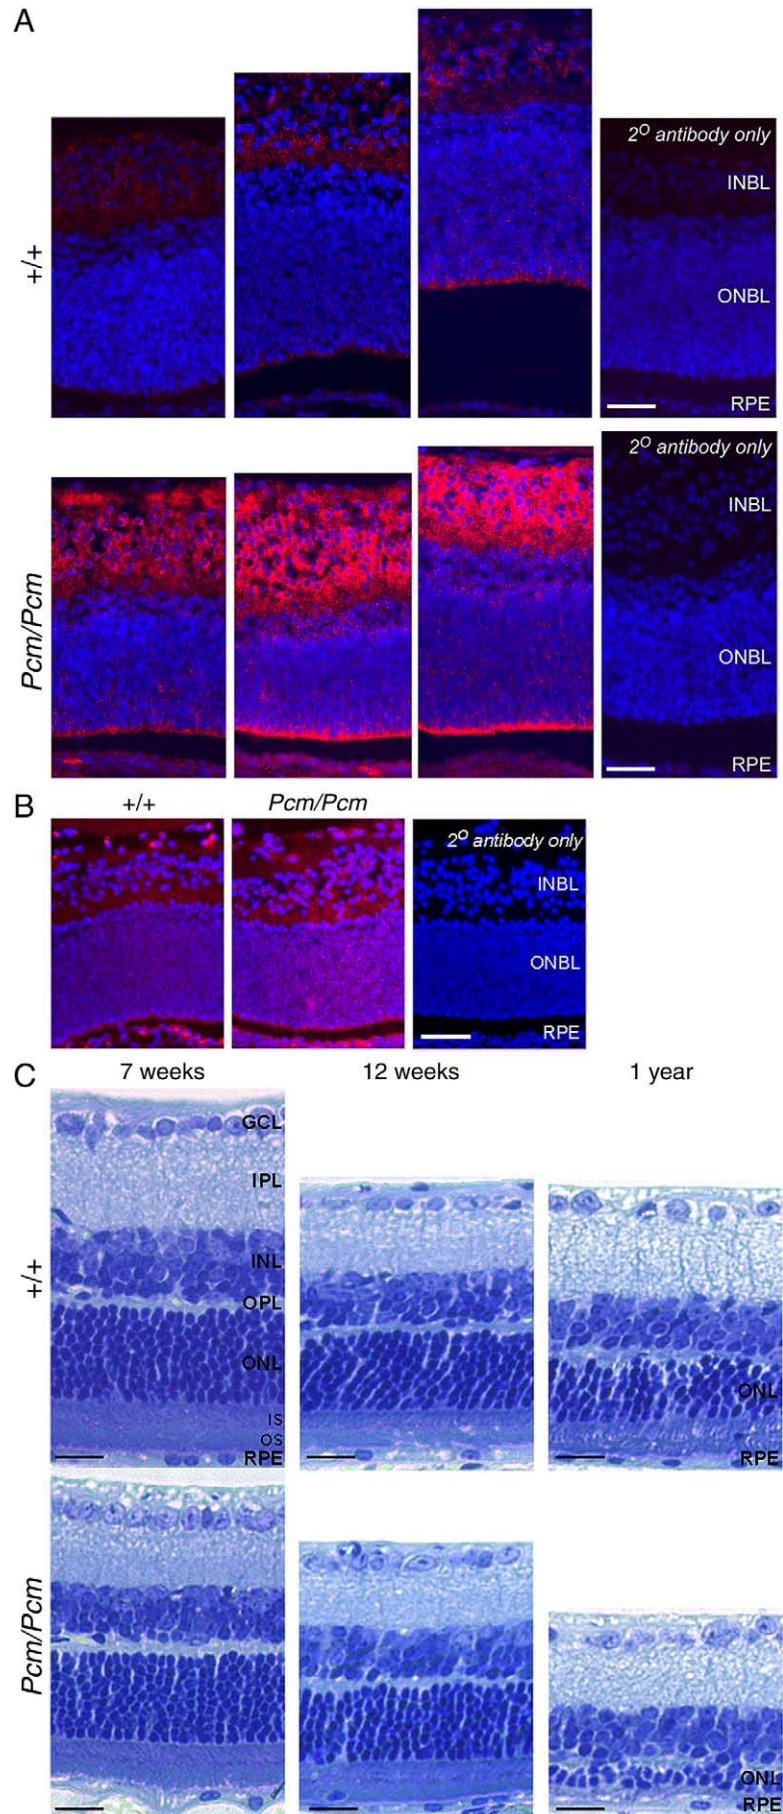 A
+/+
2O antibody only
INBL
ONBL
RPE
Pcm/Pcm
2O antibody only
INBL
ONBL
RPE
B
+/+
Pcm/Pcm
2O antibody only
INBL
ONBL
RPE
C
7 weeks
12 weeks
1 year
+/+
GCL
IPL
INL
OPL
ONL
IS
OS
RPE
ONL
RPE
Pcm/Pcm
ONL
RPE